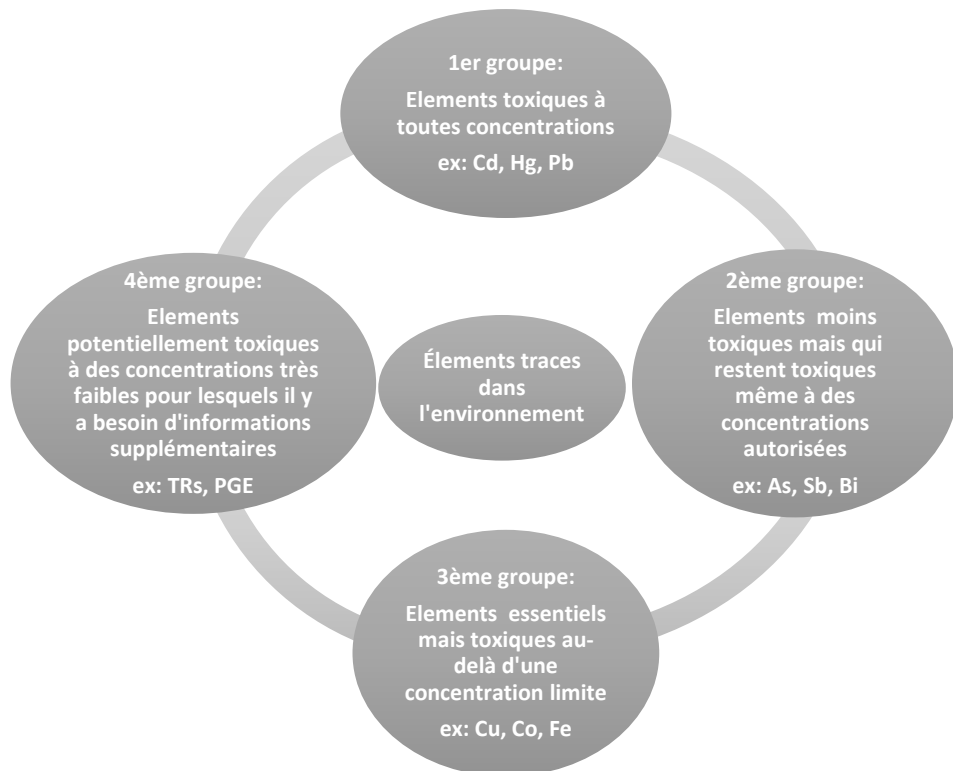 1er groupe:
Elements toxiques à
toutes concentrations
ex: Cd, Hg, Pb
2ème groupe:
Elements  moins
toxiques mais qui
restent toxiques
même à des
concentrations
autorisées
ex: As, Sb, Bi
3ème groupe:
Elements  essentiels
mais toxiques au-
delà d'une
concentration limite
ex: Cu, Co, Fe
4ème groupe:
Elements
potentiellement toxiques
à des concentrations très
faibles pour lesquels il y
a besoin d'informations
supplémentaires
ex: TRs, PGE
Élements traces
dans
l'environnement